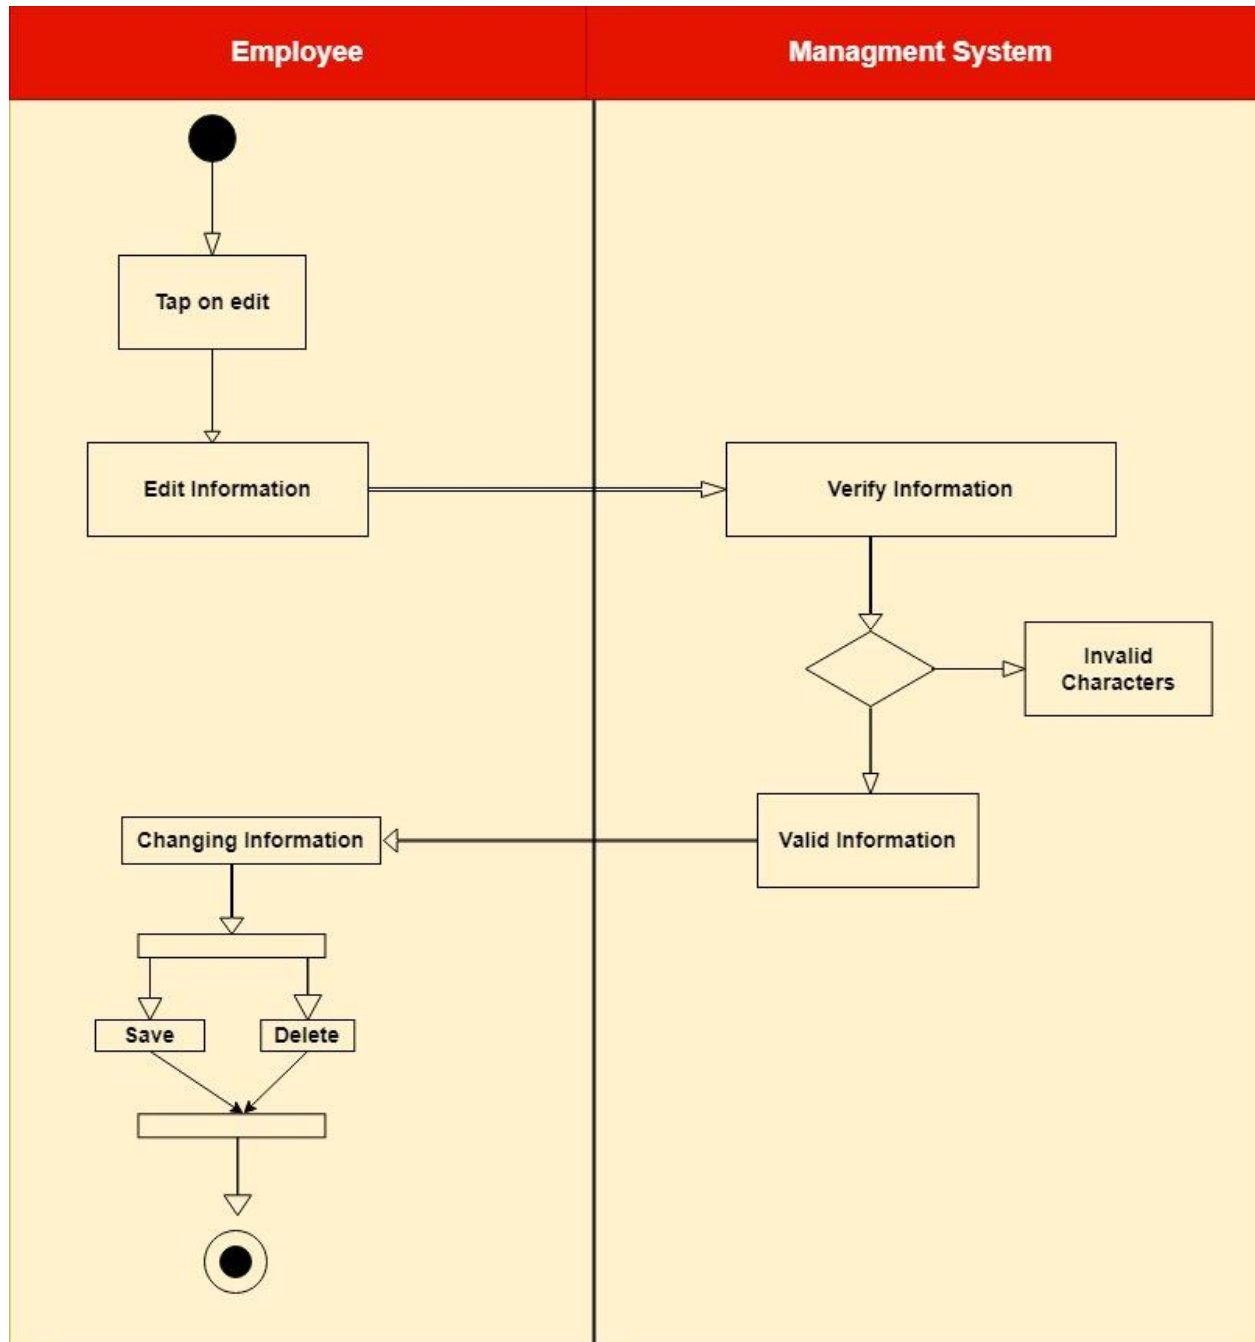 Employee
Managment System
Tap on edit
Edit Information
Verify Information
Invalid
Characters
Valid Information
Changing Information
Save
Delete